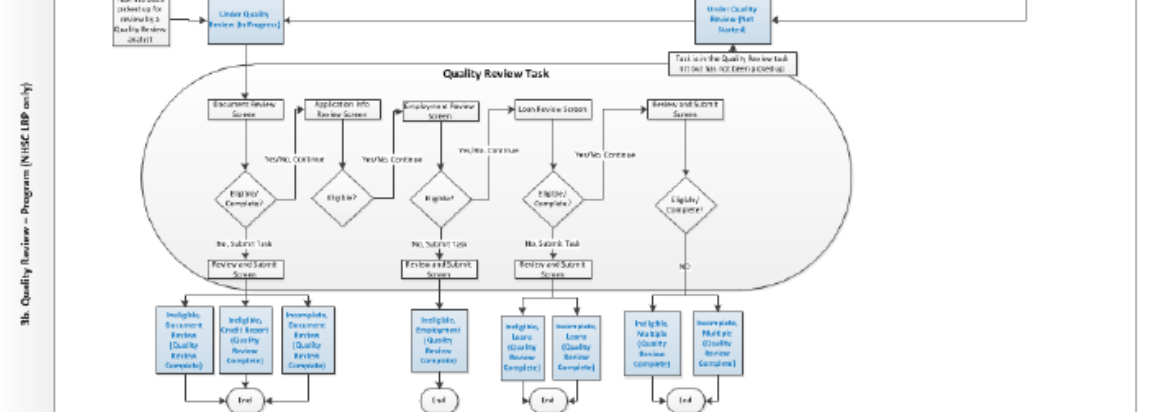 picked up for
review by a
Quality Review
analyst
Under Quality
Review (In Progress)
Under Quality
Review (Not
Started)
Task is in the Quality Review task
list but has not been picked up
Quality Review Task
Document Review
Screen
Application Info
Review Screen
Employment Review
Screen
Loan Review Screen
Review and Submit
Screen
Yes/No, Continue
Yes/No, Continue
Yes/No, Continue
Yes/No, Continue
Eligible/
Complete?
Eligible?
Eligible?
Eligible/
Complete?
Eligible/
Complete?
No, Submit Task
No, Submit Task
No, Submit Task
NO
Review and Submit
Screen
Review and Submit
Screen
Review and Submit
Screen
Ineligible,
Document
Review
(Quality
Review
Complete)
Ineligible,
Credit Report
(Quality
Review
Complete)
Incomplete,
Document
Review
(Quality
Review
Complete)
Ineligible,
Employment
(Quality
Review
Complete)
Ineligible,
Loans
(Quality
Review
Complete)
Incomplete,
Loans
(Quality
Review
Complete)
Ineligible,
Multiple
(Quality
Review
Complete)
Incomplete,
Multiple
(Quality
Review
Complete)
End
End
End
End
3b. Quality Review – Program (NHSC LRP only)